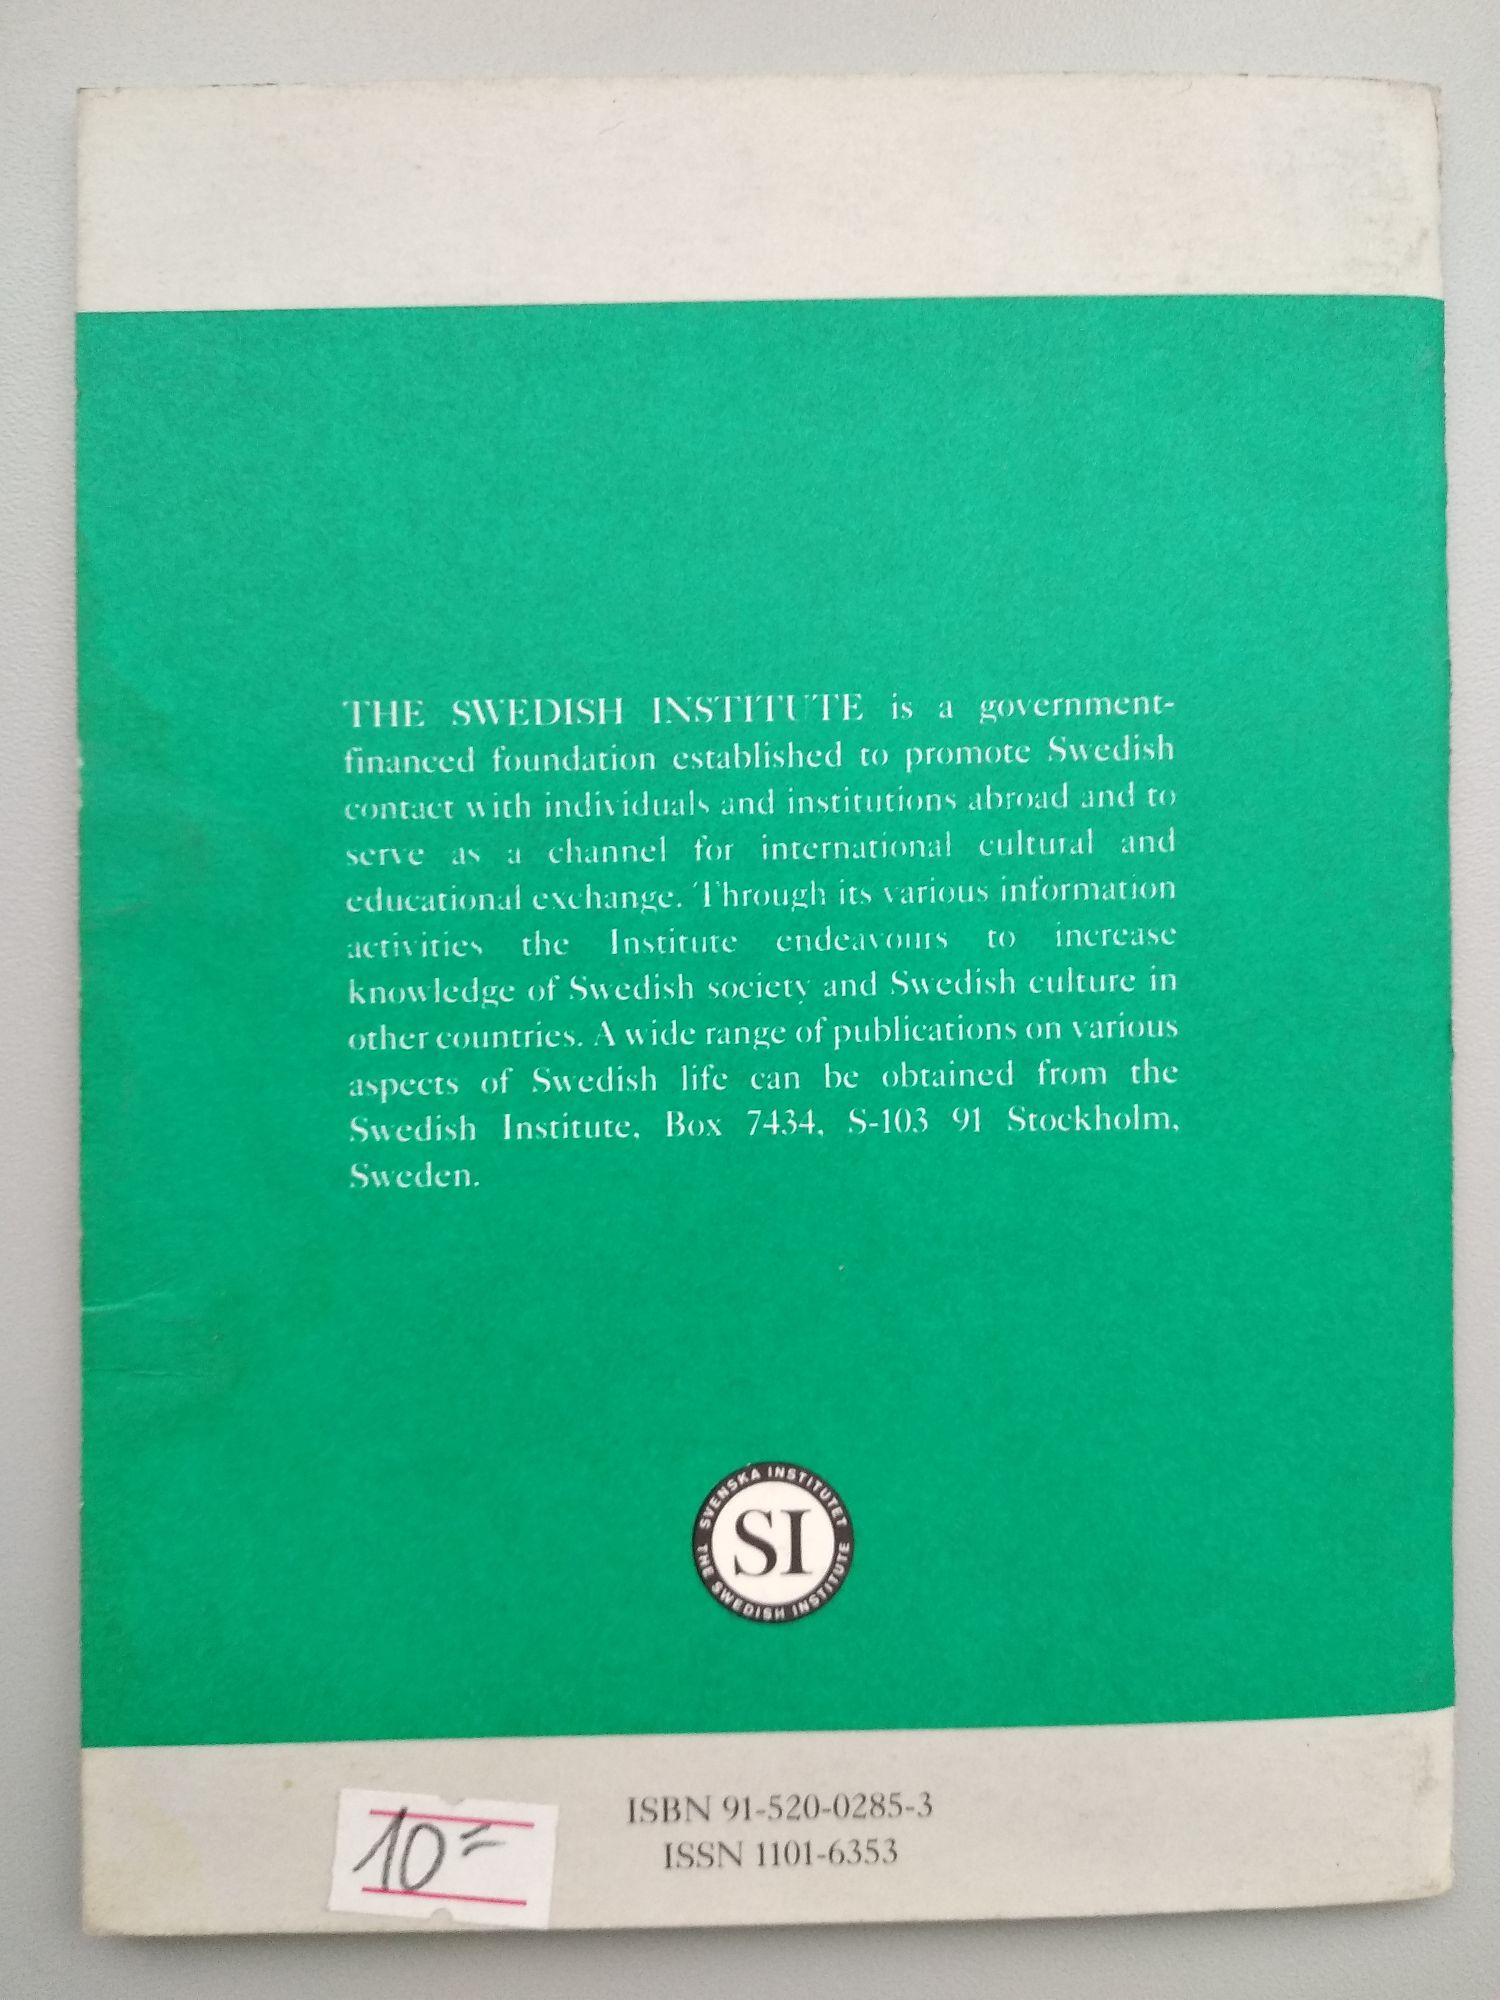 THE SWEDISH INSTITUTE is a government-
financed foundation established to promote Swedish
contact with individuals and institutions abroad and to
serve as a channel for international cultural and
educational exchange. Through its various information
activities the Institute endeavours to increase
knowledge of Swedish society and Swedish culture in
other countries. A wide range of publications on various
aspects of Swedish life can be obtained from the
Swedish Institute, Box 7434, S-103 91 Stockholm,
Sweden.
SVENSKA INSTITUTET
SI
THE SWEDISH INSTITUTE
ISBN 91-520-0285-3
ISSN 1101-6353
10=